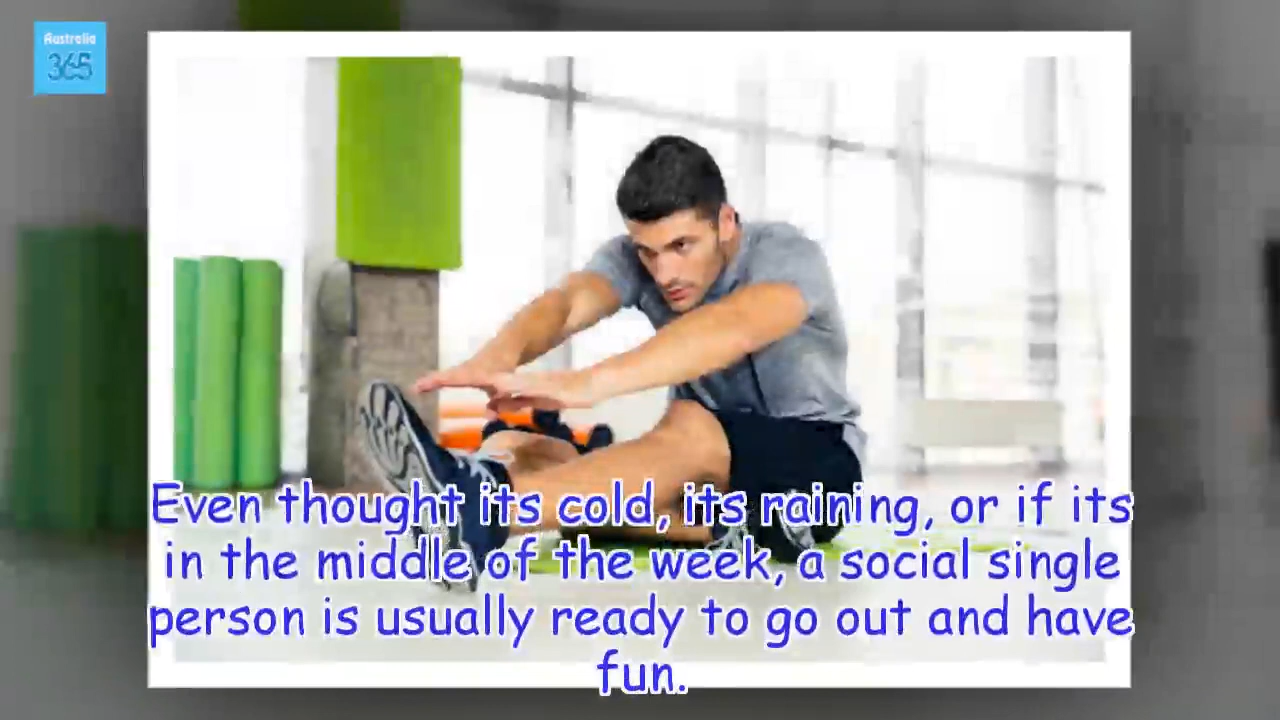 Australia
365
Even thought its cold, its raining, or if its
in the middle of the week, a social single
person is usually ready to go out and have
fun.